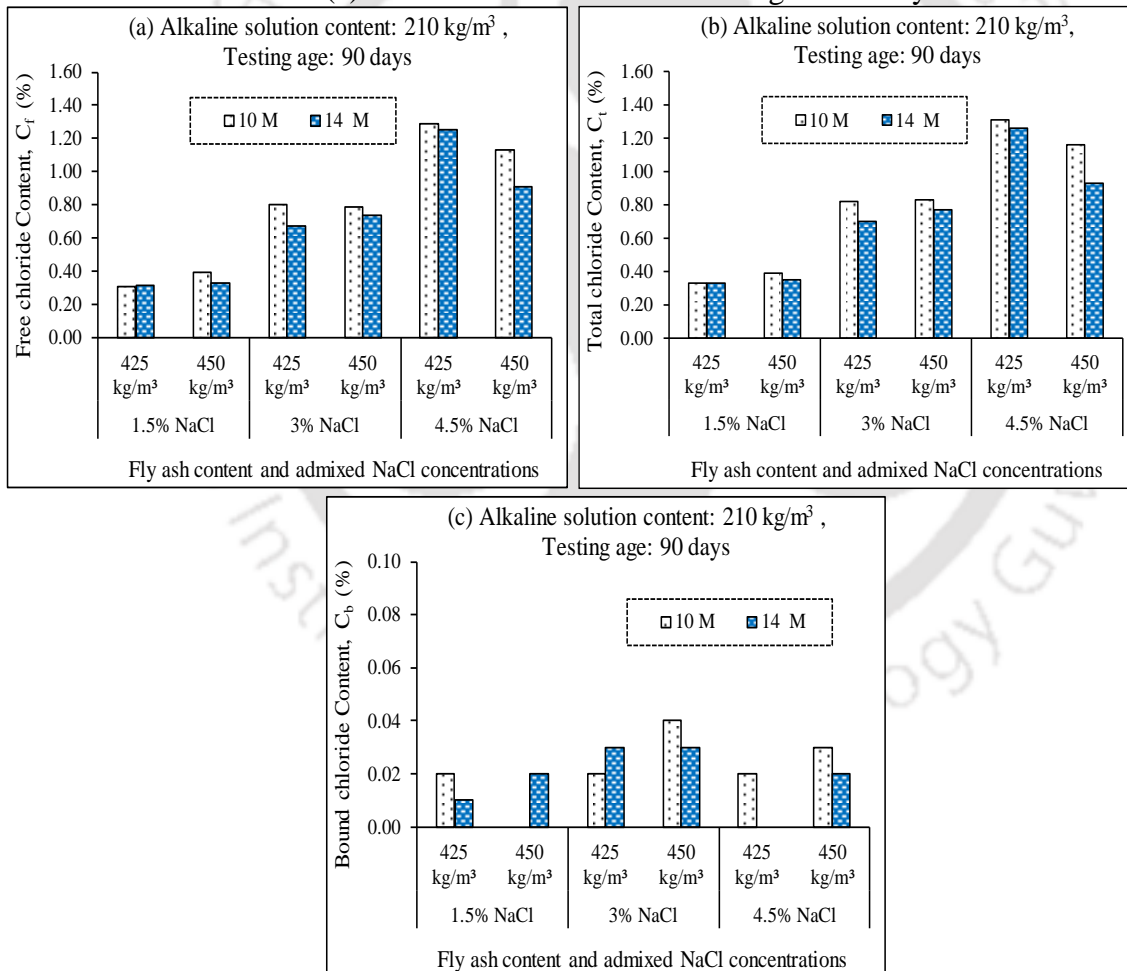 (a) Alkaline solution content: 210 kg/m³ ,
Testing age: 90 days
Free chloride Content, C_f (%)
1.60
1.40
1.20
1.00
0.80
0.60
0.40
0.20
0.00
10 M 14 M
425 kg/m³ 450 kg/m³ 425 kg/m³ 450 kg/m³ 425 kg/m³ 450 kg/m³
1.5% NaCl 3% NaCl 4.5% NaCl
Fly ash content and admixed NaCl concentrations
(b) Alkaline solution content: 210 kg/m³,
Testing age: 90 days
Total chloride Content, C_t (%)
1.60
1.40
1.20
1.00
0.80
0.60
0.40
0.20
0.00
10 M 14 M
425 kg/m³ 450 kg/m³ 425 kg/m³ 450 kg/m³ 425 kg/m³ 450 kg/m³
1.5% NaCl 3% NaCl 4.5% NaCl
Fly ash content and admixed NaCl concentrations
(c) Alkaline solution content: 210 kg/m³ ,
Testing age: 90 days
Bound chloride Content, C_b (%)
0.10
0.08
0.06
0.04
0.02
0.00
10 M 14 M
425 kg/m³ 450 kg/m³ 425 kg/m³ 450 kg/m³ 425 kg/m³ 450 kg/m³
1.5% NaCl 3% NaCl 4.5% NaCl
Fly ash content and admixed NaCl concentrations